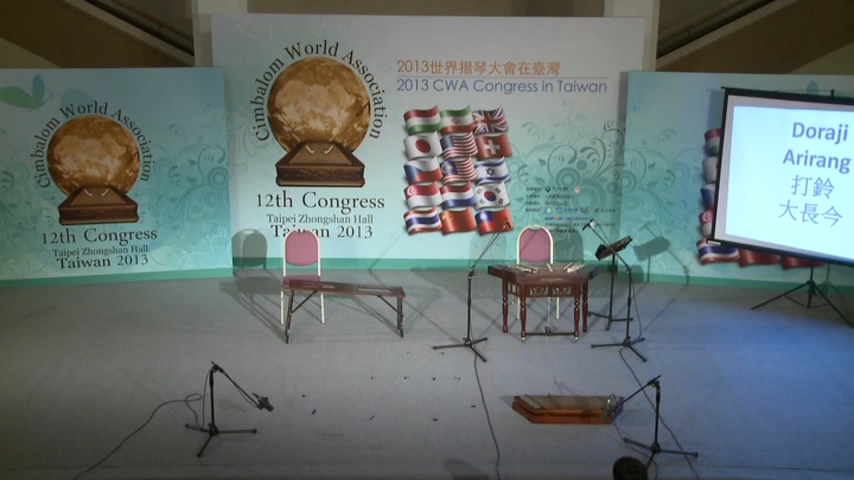 Cimbalom World Association
12th Congress
Taipei Zhongshan Hall
Taiwan 2013
Cimbalom World Association
12th Congress
Taipei Zhongshan Hall
Taiwan 2013
2013世界揚琴大會在臺灣
2013 CWA Congress in Taiwan
Doraji
Arirang
打鈴
大長今